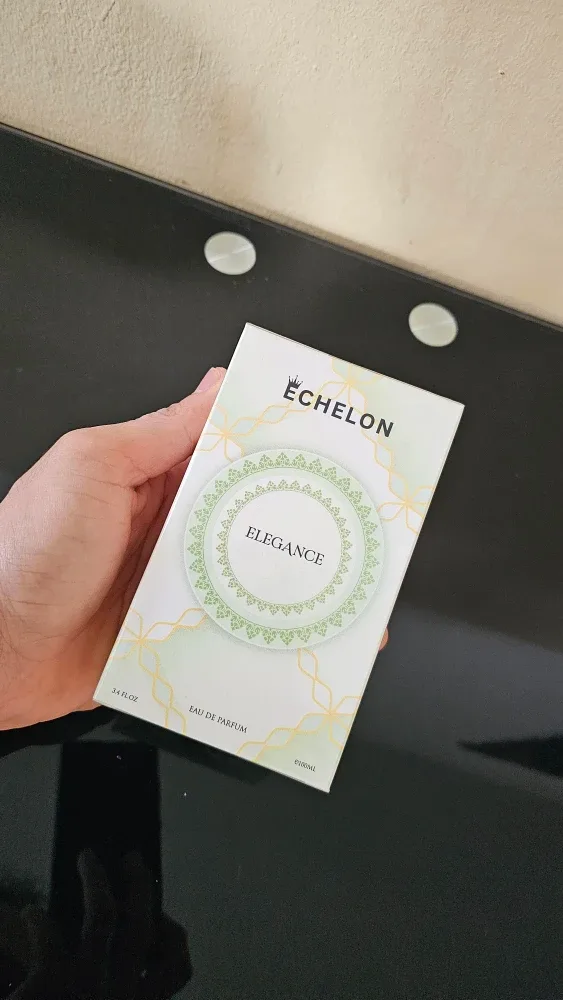 ECHELON
ELEGANCE
3.4 FL.OZ
EAU DE PARFUM
℮100ML